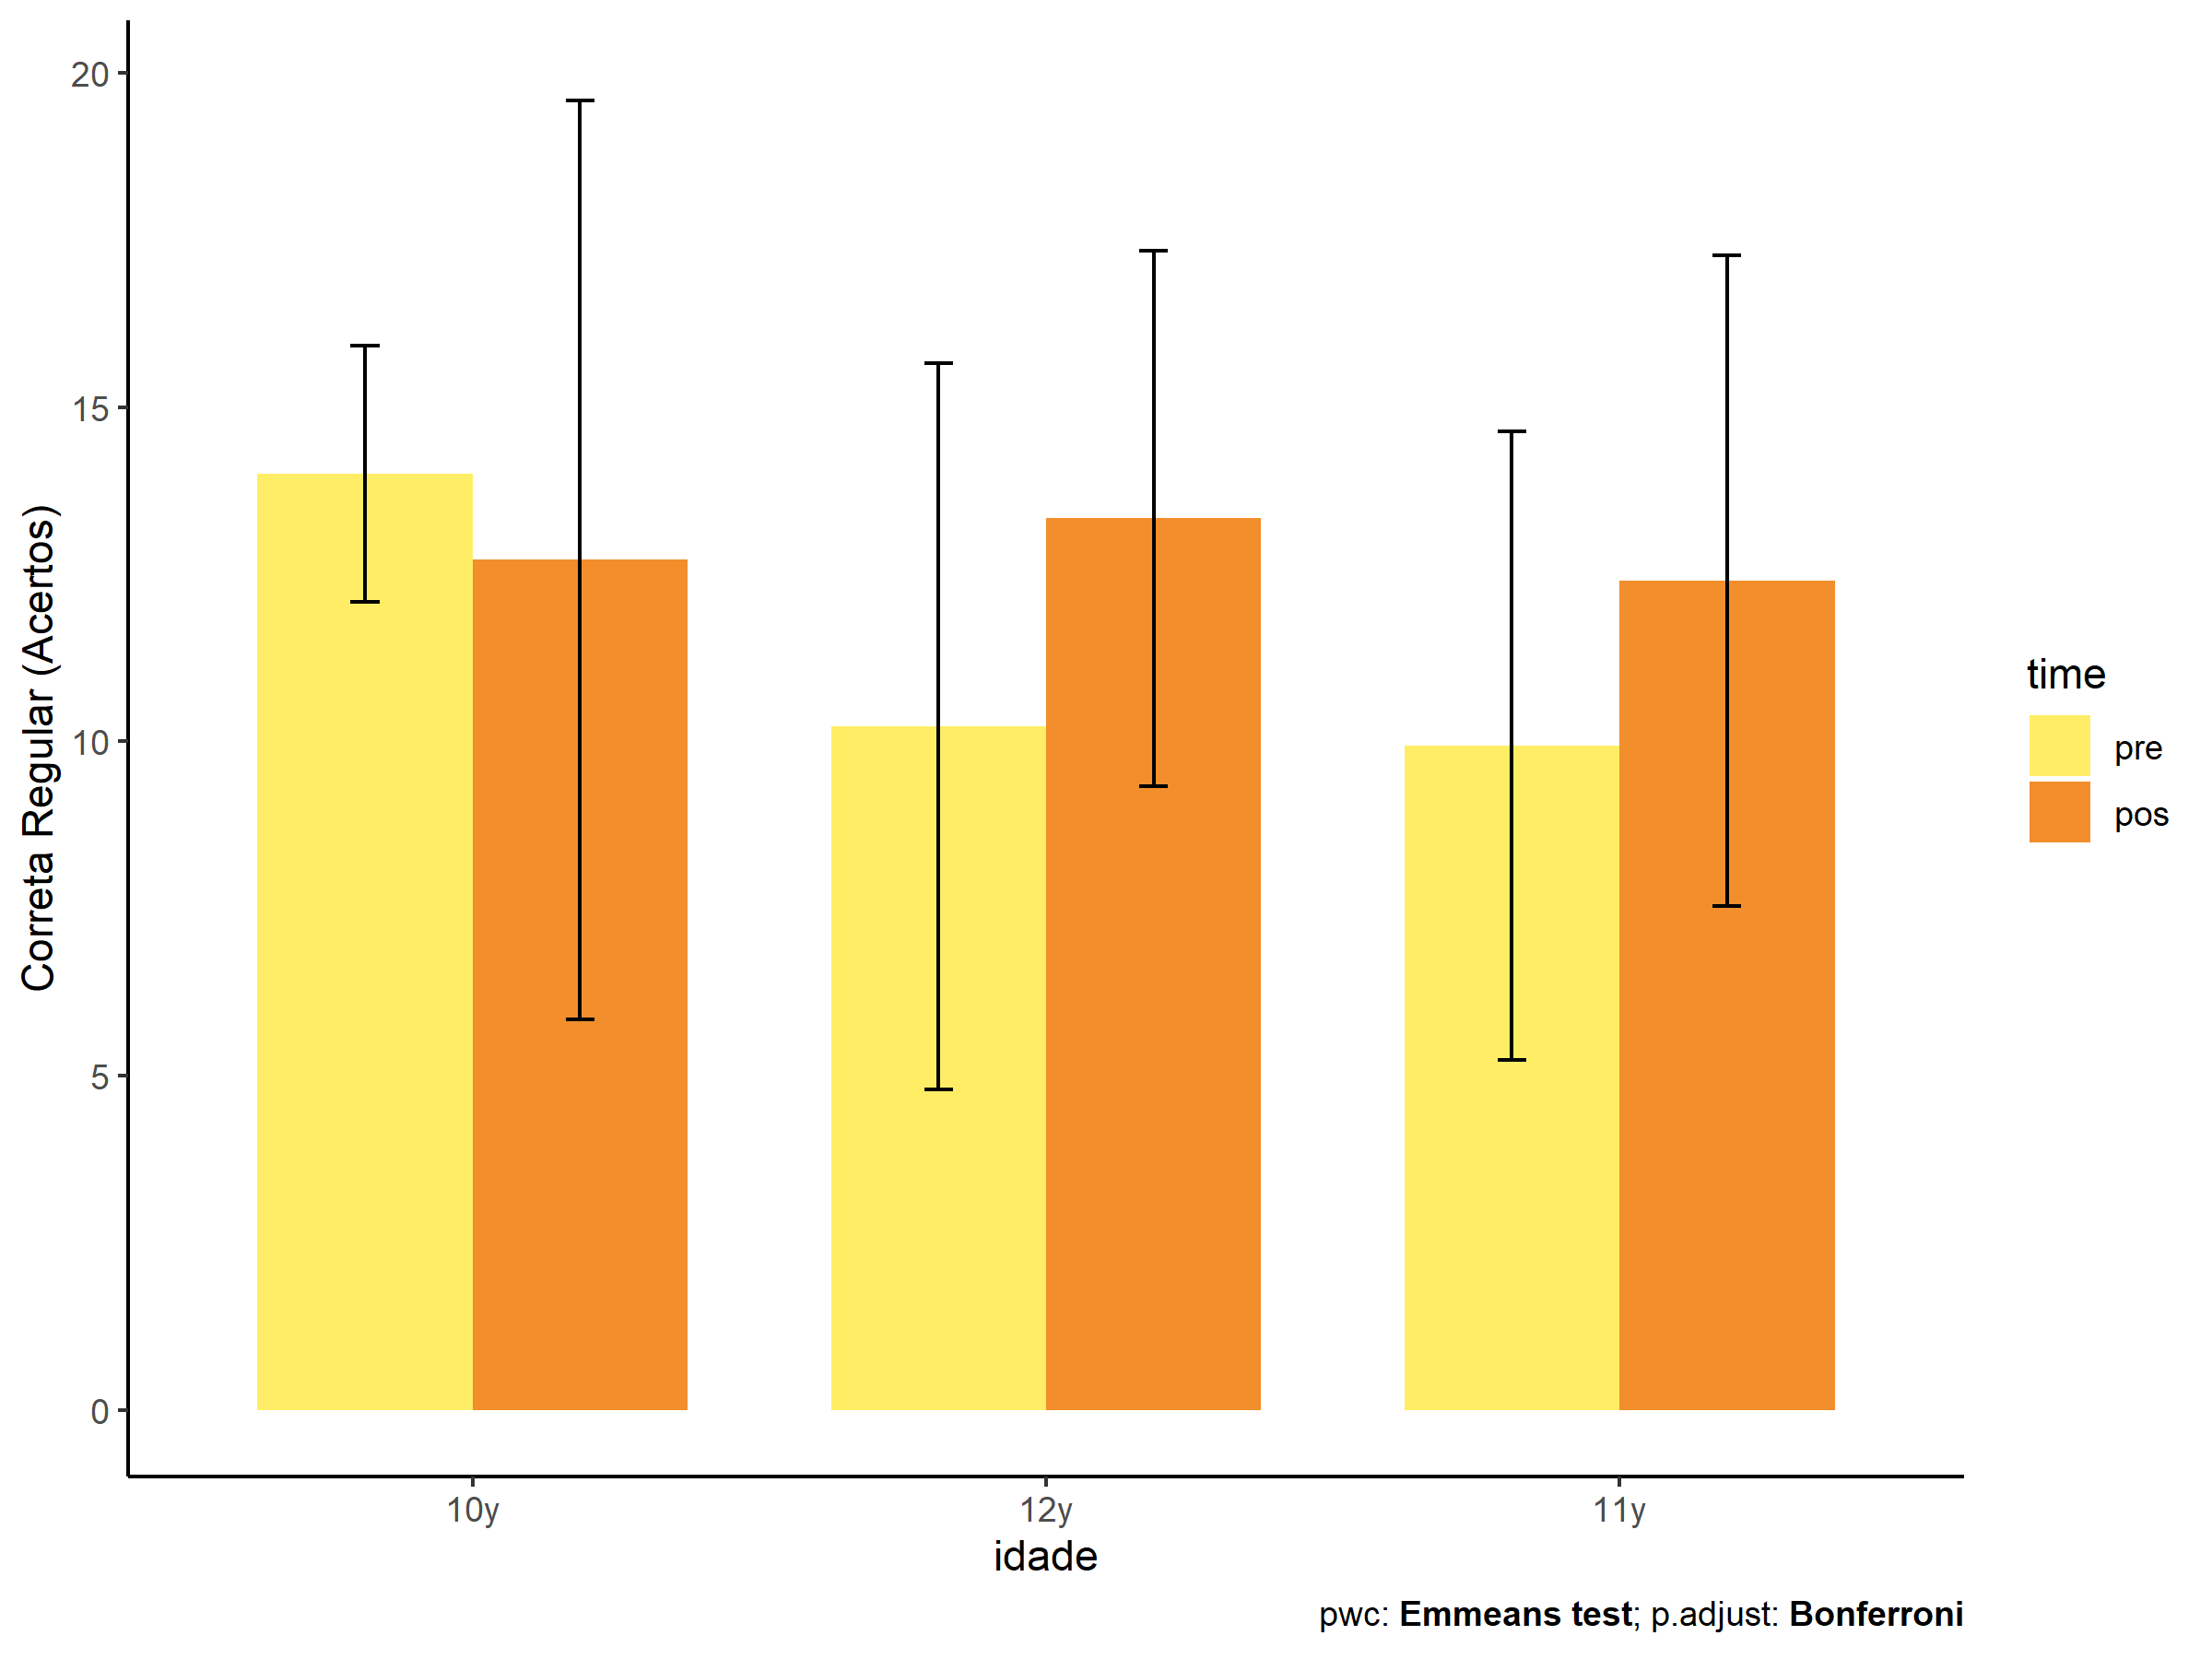 Correta Regular (Acertos)
20
15
10
5
0
10y
12y
11y
idade
time
pre
pos
pwc: Emmeans test; p.adjust: Bonferroni